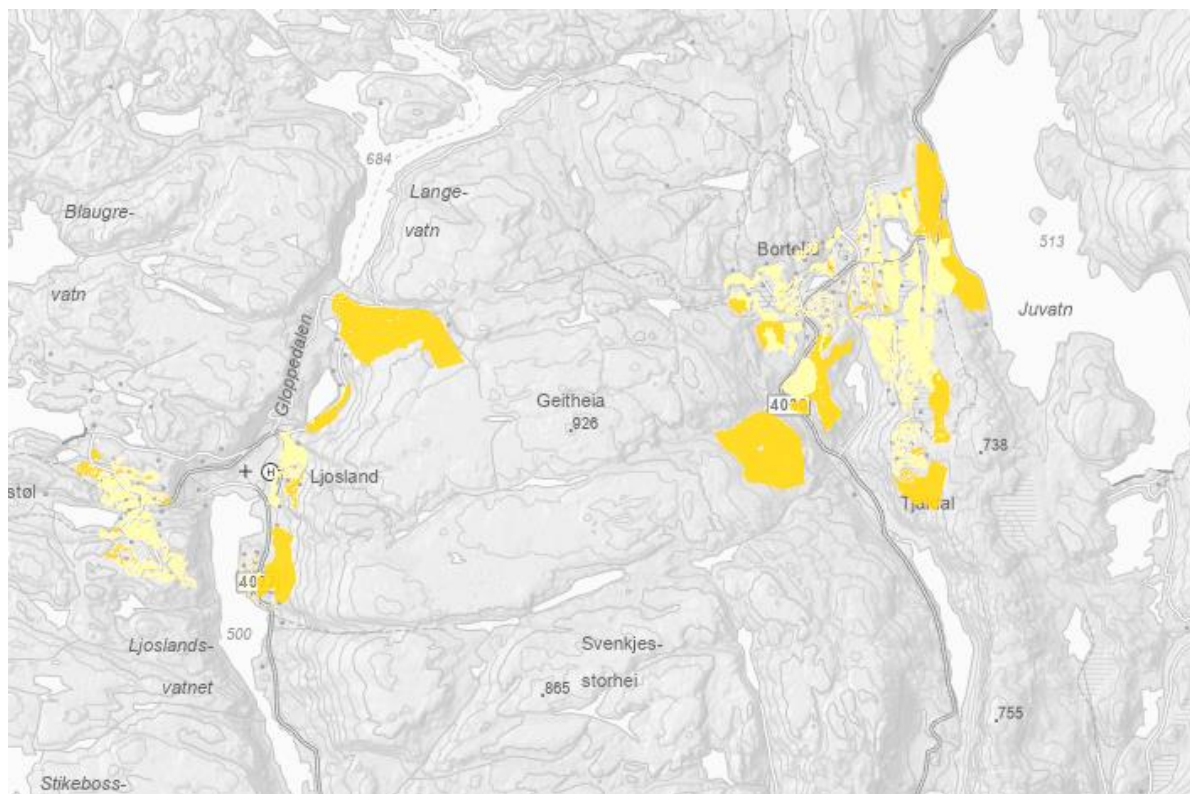 684
Lange-
vatn
Blaugre-
vatn
Bortelid
513
Juvatn
Gloppedalen
Geitheia
926
738
støl
Ljosland
H
Ljoslands-
vatnet
500
Svenkjes-
storhei
865
755
Stikeboss-